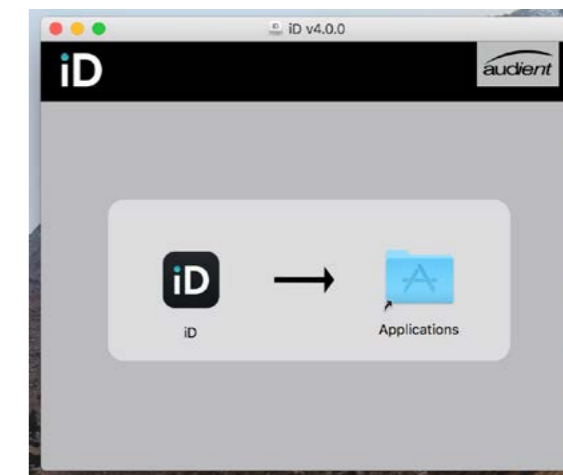 iD v4.0.0
iD
audient
iD
iD
Applications